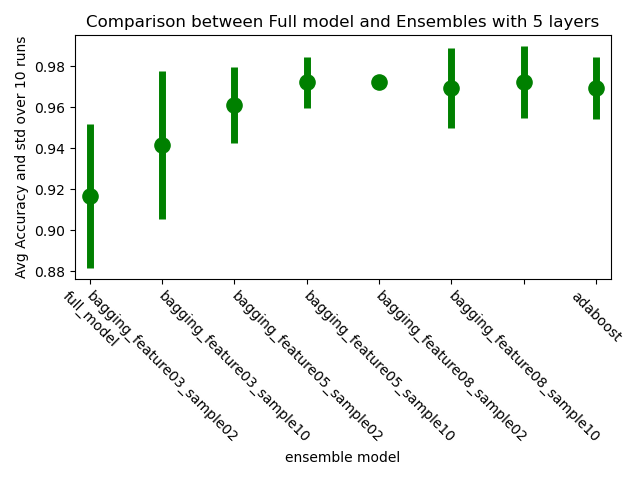 Comparison between Full model and Ensembles with 5 layers
Avg Accuracy and std over 10 runs
0.98
0.96
0.94
0.92
0.90
0.88
full_model
bagging_feature03_sample02
bagging_feature03_sample10
bagging_feature05_sample02
bagging_feature05_sample10
bagging_feature08_sample02
bagging_feature08_sample10
adaboost
ensemble model